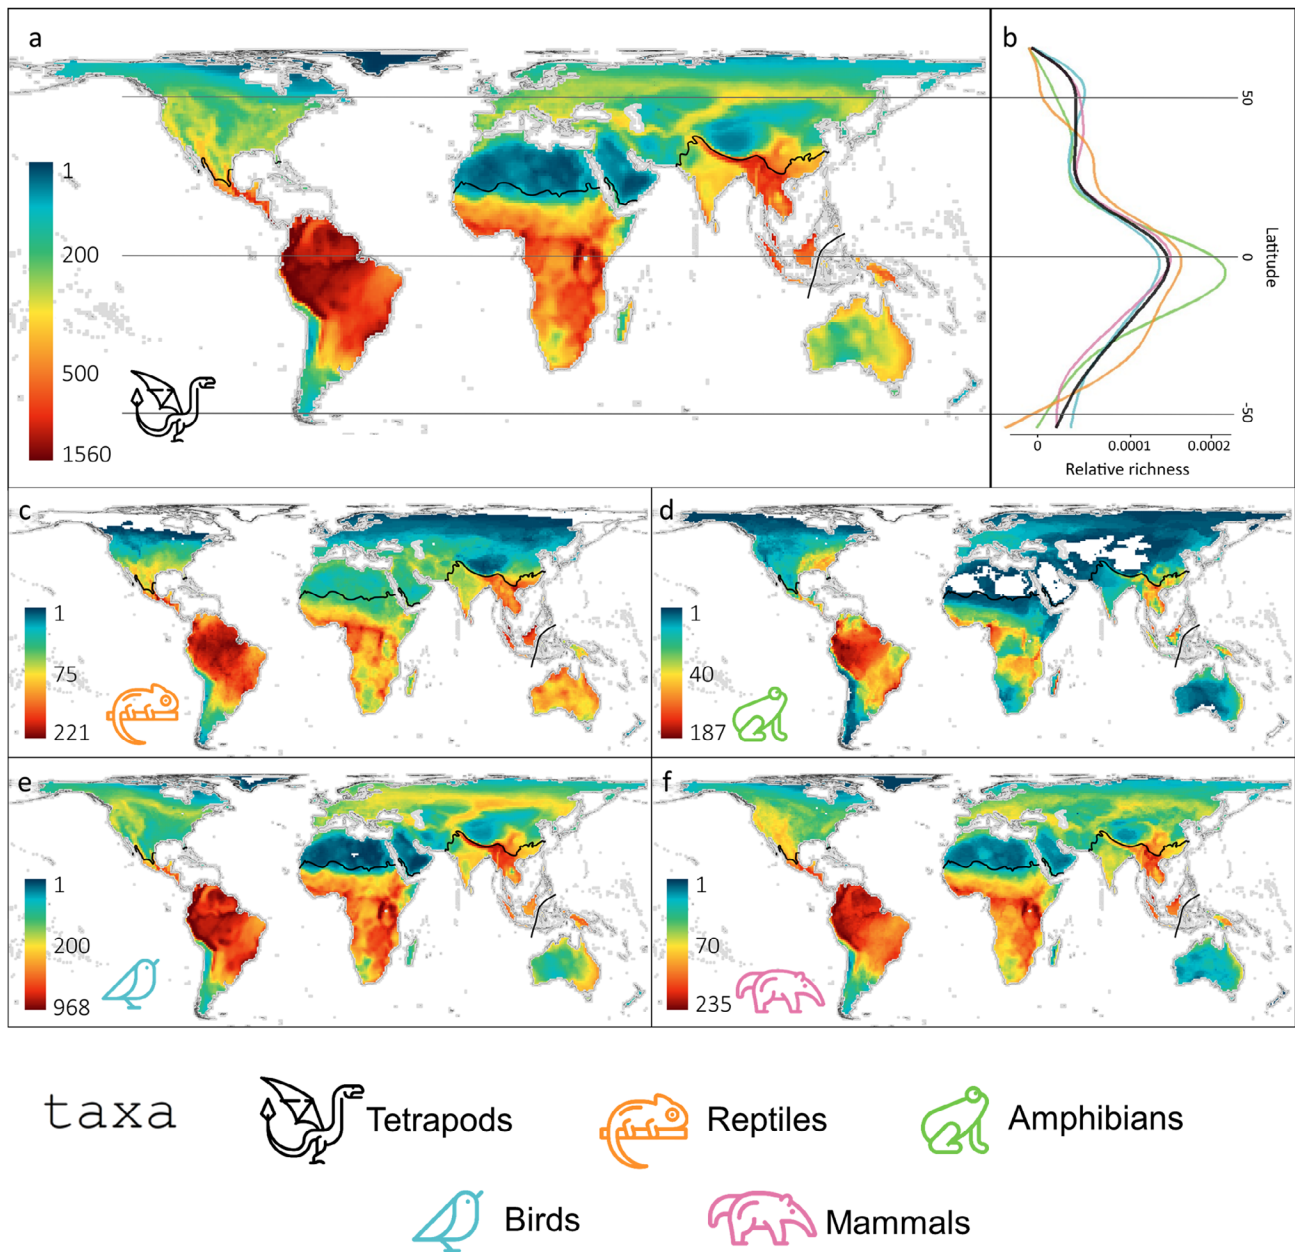 a
1
200
500
1560
b
50
0
-50
Latitude
0
0.0001
0.0002
Relative richness
c
1
75
221
d
1
40
187
e
1
200
968
f
1
70
235
taxa
Tetrapods
Reptiles
Amphibians
Birds
Mammals